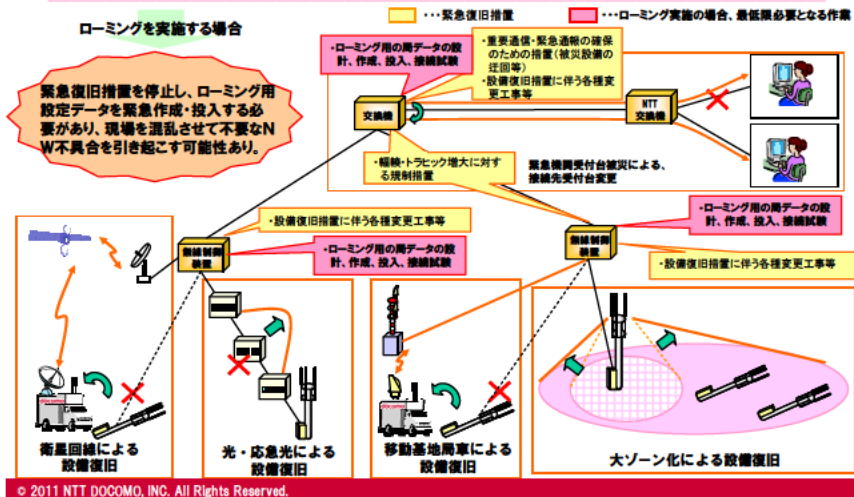 ・・・緊急復旧措置
・・・ローミング実施の場合、最低限必要となる作業
ローミングを実施する場合
緊急復旧措置を停止し、ローミング用
設定データを緊急作成・投入する必
要があり、現場を混乱させて不要なN
W不具合を引き起こす可能性あり。
・ローミング用の局データの設
計、作成、投入、接続試験
・重要通信・緊急通報の確保
のための措置(被災設備の
迂回等)
・設備復旧措置に伴う各種変
更工事等
交換機
NTT
交換機
・輻輳・トラヒック増大に対す
る規制措置
緊急機関受付台被災による、
接続先受付台変更
・設備復旧措置に伴う各種変更工事等
無線制御
装置
・ローミング用の局データの設
計、作成、投入、接続試験
・ローミング用の局データの設
計、作成、投入、接続試験
無線制御
装置
・設備復旧措置に伴う各種変更工事等
docomo
衛星回線による
設備復旧
光・応急光による
設備復旧
docomo
移動基地局車による
設備復旧
大ゾーン化による設備復旧
© 2011 NTT DOCOMO, INC. All Rights Reserved.